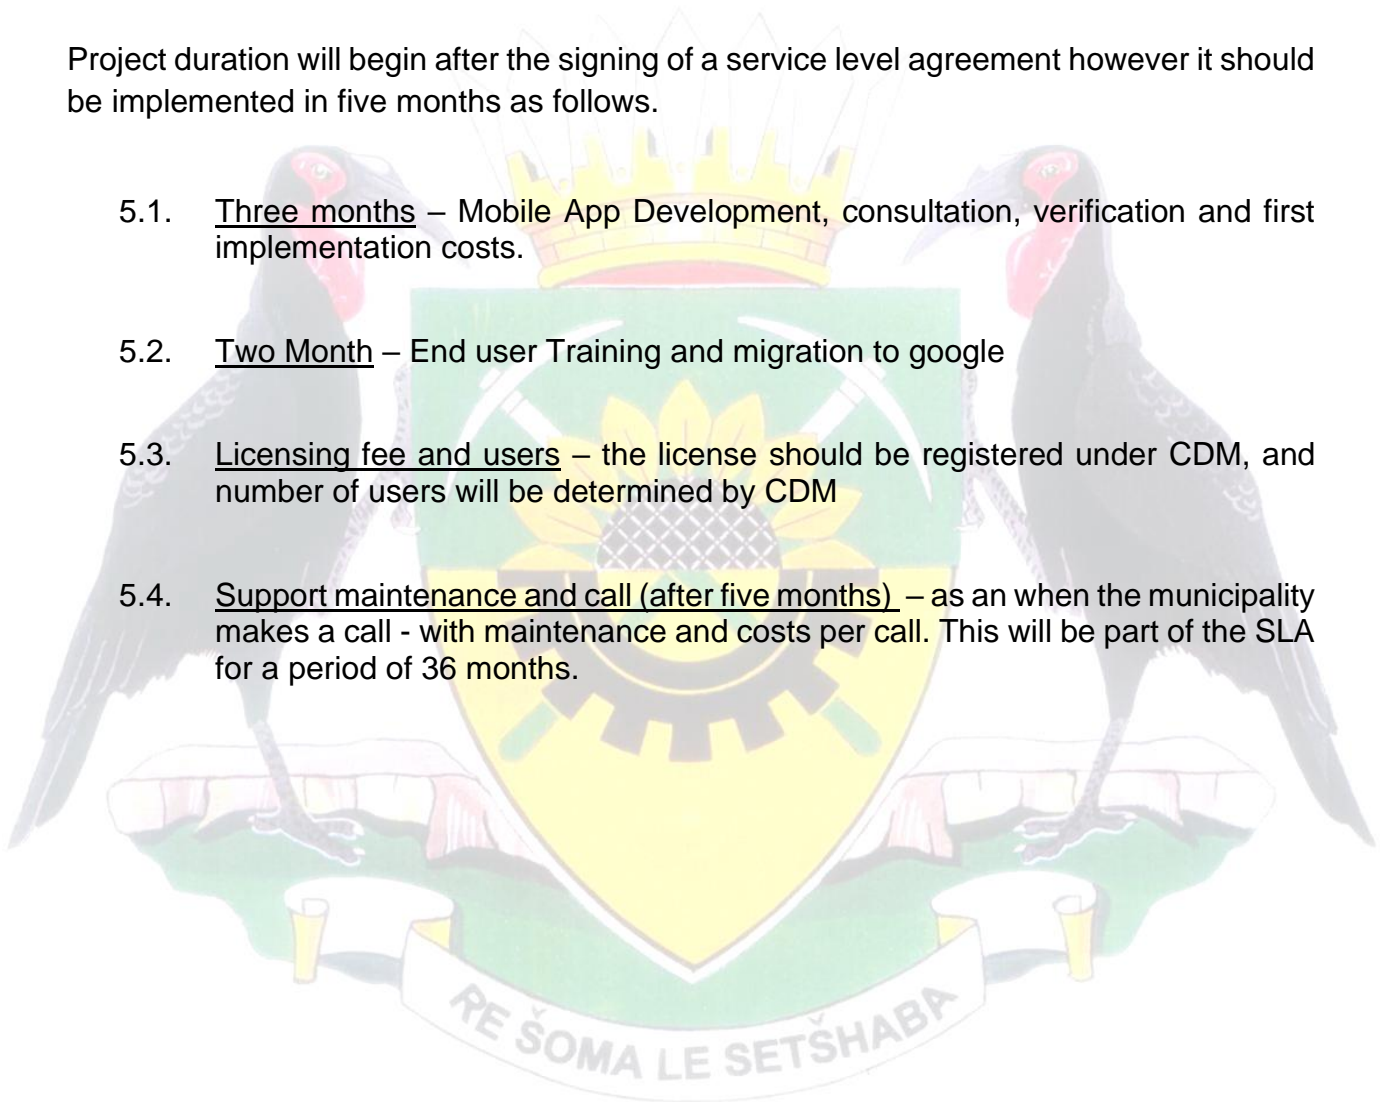 Project duration will begin after the signing of a service level agreement however it should
be implemented in five months as follows.
5.1. Three months – Mobile App Development, consultation, verification and first
implementation costs.
5.2. Two Month – End user Training and migration to google
5.3. Licensing fee and users – the license should be registered under CDM, and
number of users will be determined by CDM
5.4. Support maintenance and call (after five months)  – as an when the municipality
makes a call - with maintenance and costs per call. This will be part of the SLA
for a period of 36 months.
RE ŠOMA LE SETŠHABA